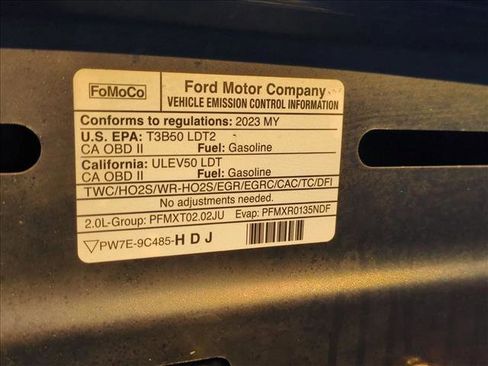 FoMoCo
Ford Motor Company
VEHICLE EMISSION CONTROL INFORMATION
Conforms to regulations: 2023 MY
U.S. EPA: T3B50 LDT2
CA OBD II Fuel: Gasoline
California: ULEV50 LDT
CA OBD II Fuel: Gasoline
TWC/HO2S/WR-HO2S/EGR/EGRC/CAC/TC/DFI
No adjustments needed.
2.0L-Group: PFMXT02.02JU Evap: PFMXR0135NDF
PW7E-9C485-HDJ